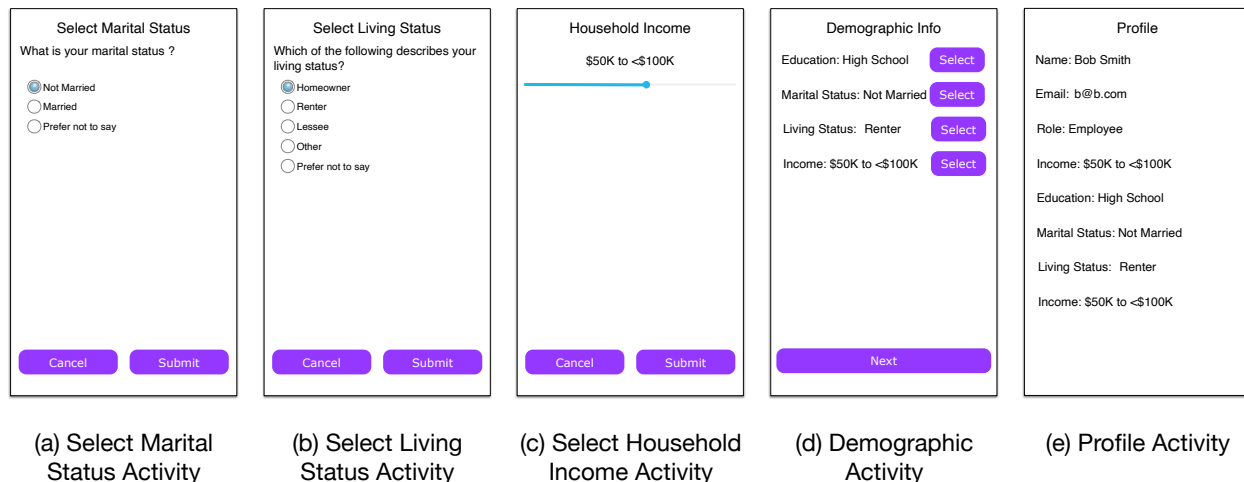 Select Marital Status
What is your marital status ?
Not Married
Married
Prefer not to say
Cancel
Submit
(a) Select Marital
Status Activity
Select Living Status
Which of the following describes your
living status?
Homeowner
Renter
Lessee
Other
Prefer not to say
Cancel
Submit
(b) Select Living
Status Activity
Household Income
$50K to <$100K
Cancel
Submit
(c) Select Household
Income Activity
Demographic Info
Education: High School
Select
Marital Status: Not Married
Select
Living Status: Renter
Select
Income: $50K to <$100K
Select
Next
(d) Demographic
Activity
Profile
Name: Bob Smith
Email: b@b.com
Role: Employee
Income: $50K to <$100K
Education: High School
Marital Status: Not Married
Living Status: Renter
Income: $50K to <$100K
(e) Profile Activity